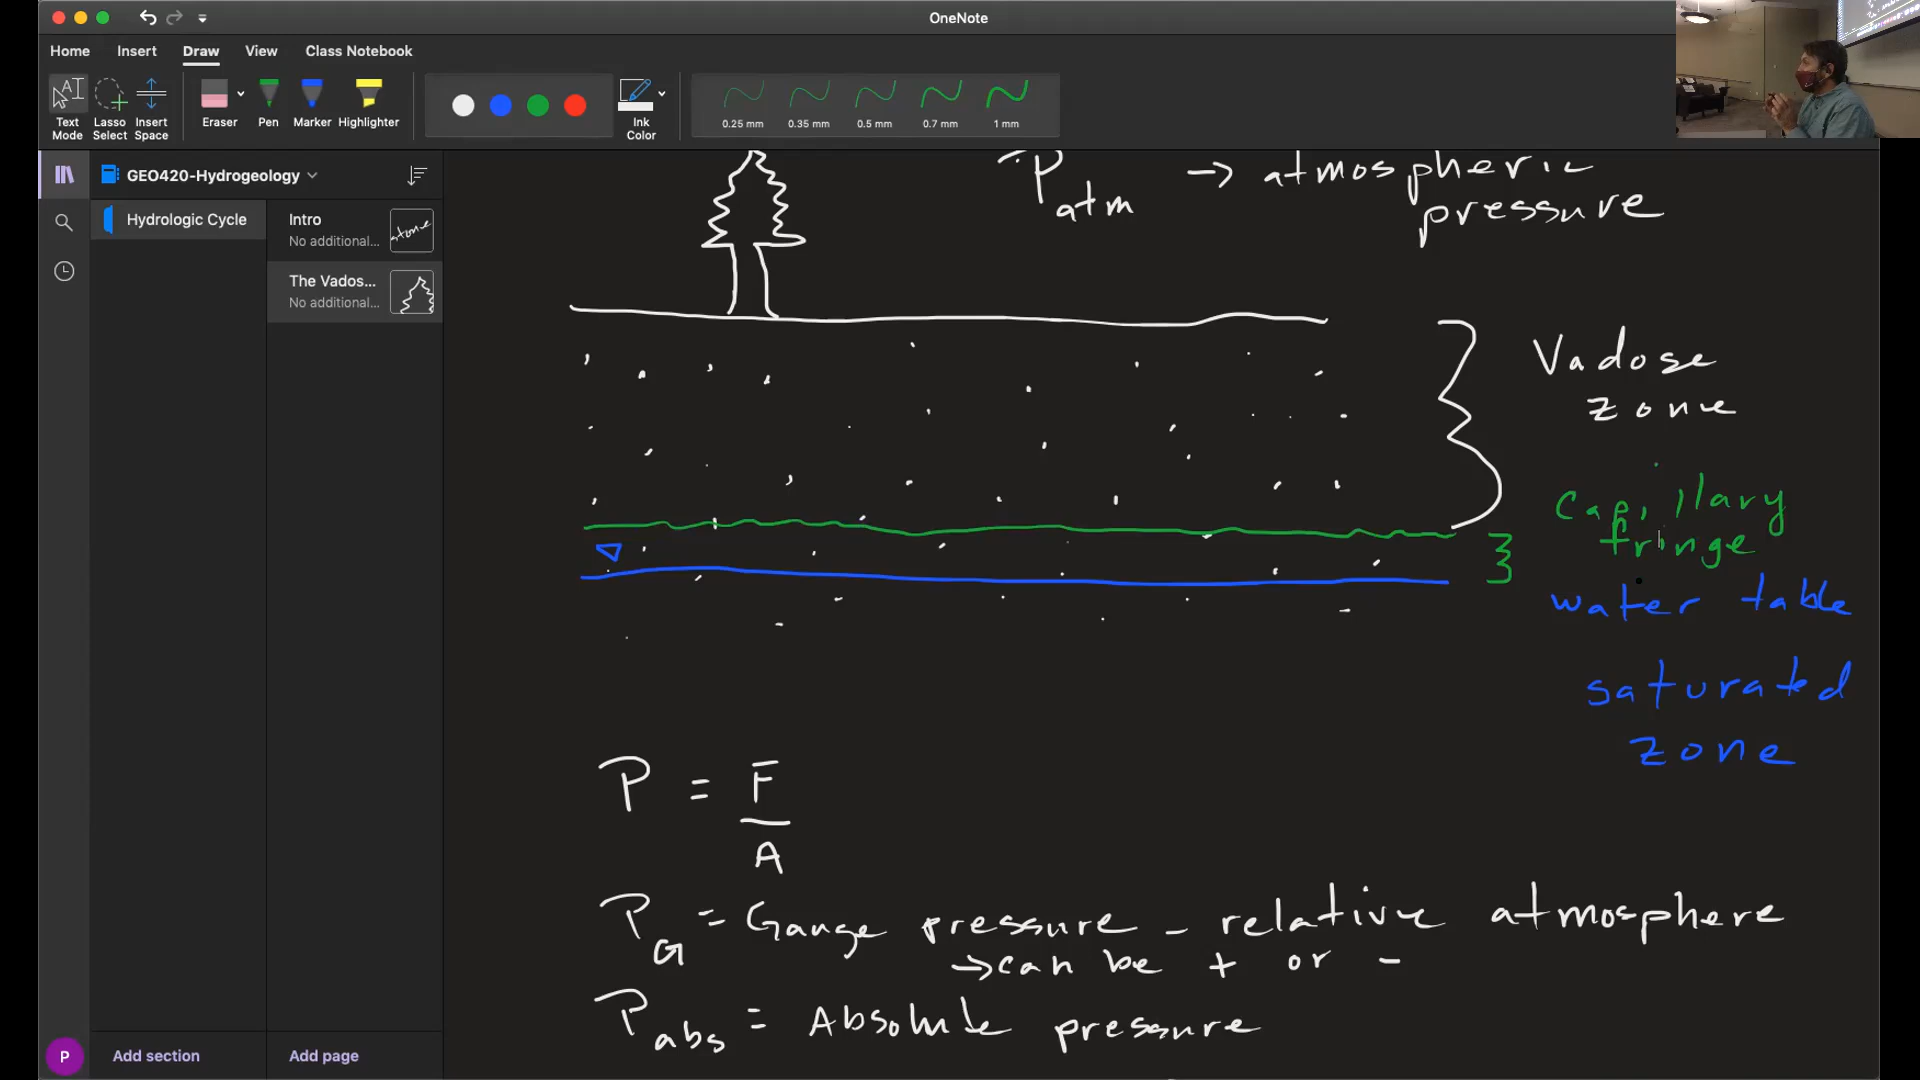 OneNote
Home Insert Draw View Class Notebook
Text Mode
Lasso Select
Insert Space
Eraser
Pen
Marker
Highlighter
Ink Color
0.25 mm 0.35 mm 0.5 mm 0.7 mm 1 mm
GEO420-Hydrogeology
Hydrologic Cycle
Intro
No additional...
atome
The Vados...
No additional...
P
Add section
Add page
Patm → atmospheric
pressure
Vadose
zone
Capillary
fringe
water table
saturated
zone
P = F
A
PG = Gauge pressure - relative atmosphere
→ can be + or -
Pabs = Absolute pressure